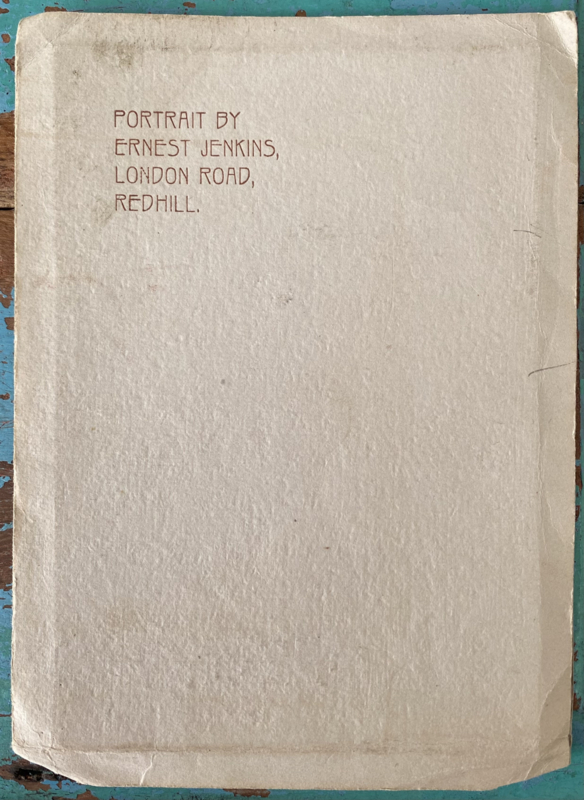 PORTRAIT BY
ERNEST JENKINS,
LONDON ROAD,
REDHILL.